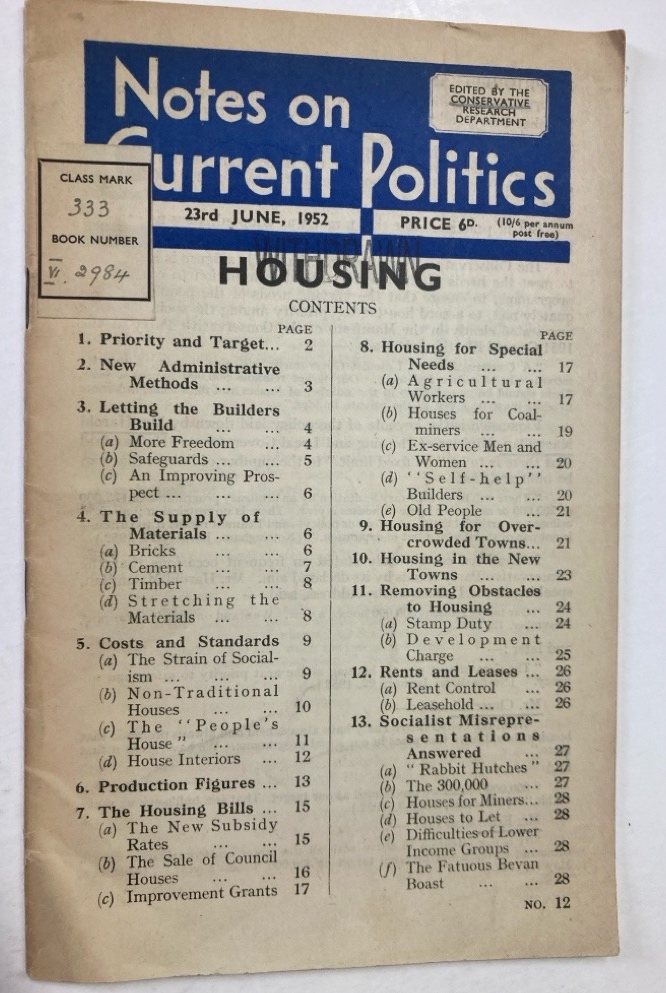 Notes on
Current Politics
EDITED BY THE
CONSERVATIVE
RESEARCH
DEPARTMENT
CLASS MARK
333
BOOK NUMBER
VI. 2984
23rd JUNE, 1952
PRICE 6D. (10/6 per annum
post free)
WITHDRAWN
HOUSING
CONTENTS
PAGE
1. Priority and Target... 2
2. New Administrative
Methods ... ... 3
3. Letting the Builders
Build ... ... 4
(a) More Freedom ... 4
(b) Safeguards ... ... 5
(c) An Improving Pros-
pect ... ... ... 6
4. The Supply of
Materials ... ... 6
(a) Bricks ... ... 6
(b) Cement ... ... 7
(c) Timber ... ... 8
(d) Stretching the
Materials ... ... 8
5. Costs and Standards 9
(a) The Strain of Social-
ism ... ... ... 9
(b) Non-Traditional
Houses ... ... 10
(c) The "People's
House" ... ... 11
(d) House Interiors ... 12
6. Production Figures ... 13
7. The Housing Bills ... 15
(a) The New Subsidy
Rates ... ... 15
(b) The Sale of Council
Houses ... ... 16
(c) Improvement Grants 17
PAGE
8. Housing for Special
Needs ... ... 17
(a) Agricultural
Workers ... ... 17
(b) Houses for Coal-
miners ... ... 19
(c) Ex-service Men and
Women ... ... 20
(d) "Self-help"
Builders ... ... 20
(e) Old People ... 21
9. Housing for Over-
crowded Towns... 21
10. Housing in the New
Towns ... ... 23
11. Removing Obstacles
to Housing ... 24
(a) Stamp Duty ... 24
(b) Development
Charge ... ... 25
12. Rents and Leases ... 26
(a) Rent Control ... 26
(b) Leasehold ... ... 26
13. Socialist Misrepre-
sentations
Answered ... 27
(a) "Rabbit Hutches" 27
(b) The 300,000 ... 27
(c) Houses for Miners... 28
(d) Houses to Let ... 28
(e) Difficulties of Lower
Income Groups ... 28
(f) The Fatuous Bevan
Boast ... ... 28
NO. 12